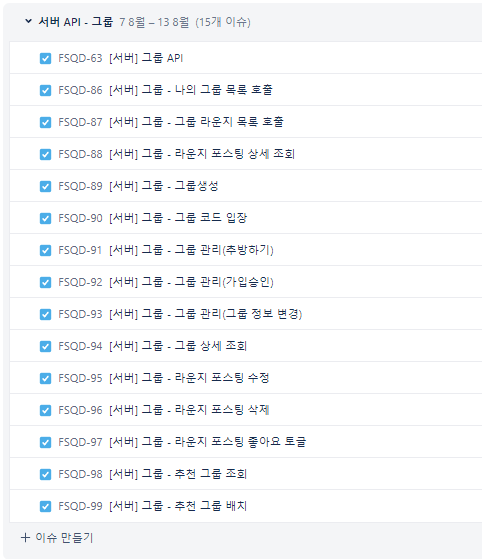 서버 API - 그룹 7 8월 – 13 8월 (15개 이슈)
FSQD-63 [서버] 그룹 API
FSQD-86 [서버] 그룹 - 나의 그룹 목록 호출
FSQD-87 [서버] 그룹 - 그룹 라운지 목록 호출
FSQD-88 [서버] 그룹 - 라운지 포스팅 상세 조회
FSQD-89 [서버] 그룹 - 그룹생성
FSQD-90 [서버] 그룹 - 그룹 코드 입장
FSQD-91 [서버] 그룹 - 그룹 관리(추방하기)
FSQD-92 [서버] 그룹 - 그룹 관리(가입승인)
FSQD-93 [서버] 그룹 - 그룹 관리(그룹 정보 변경)
FSQD-94 [서버] 그룹 - 그룹 상세 조회
FSQD-95 [서버] 그룹 - 라운지 포스팅 수정
FSQD-96 [서버] 그룹 - 라운지 포스팅 삭제
FSQD-97 [서버] 그룹 - 라운지 포스팅 좋아요 토글
FSQD-98 [서버] 그룹 - 추천 그룹 조회
FSQD-99 [서버] 그룹 - 추천 그룹 배치
+ 이슈 만들기